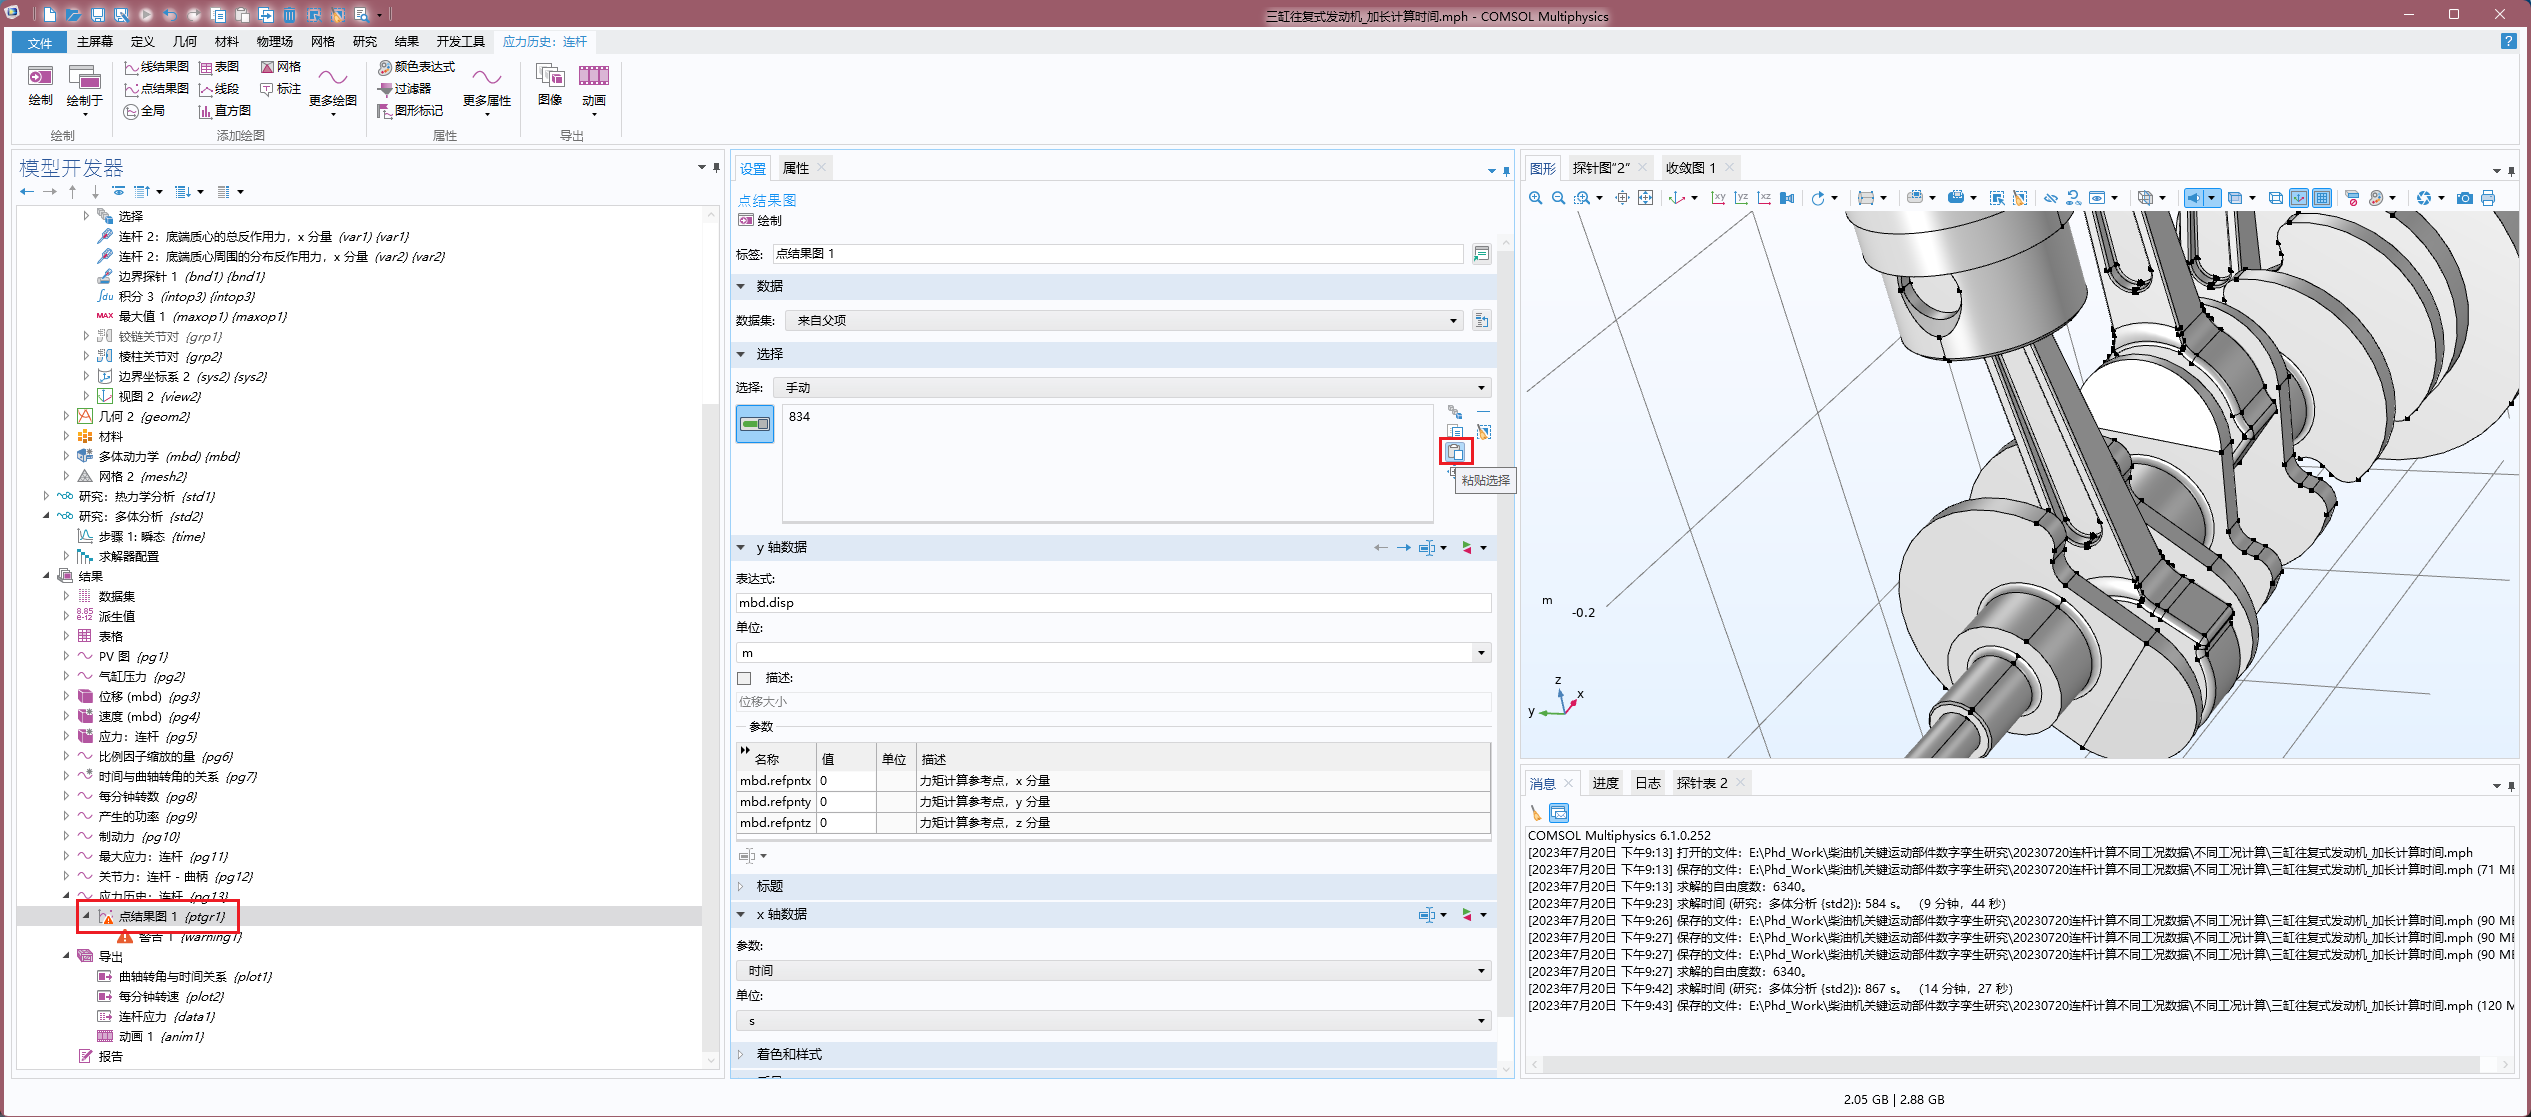 三缸往复式发动机_加长计算时间.mph - COMSOL Multiphysics
文件 主屏幕 定义 几何 材料 物理场 网格 研究 结果 开发工具 应力历史: 连杆
绘制 绘制于
绘制
线结果图 表图 网格
点结果图 线段 标注
全局 直方图
更多绘图
添加绘图
颜色表达式
过滤器
图形标记
更多属性
属性
图像 动画
导出
模型开发器
选择
连杆 2: 底端质心的总反作用力, x 分量 (var1) {var1}
连杆 2: 底端质心周围的分布反作用力, x 分量 (var2) {var2}
边界探针 1 (bnd1) {bnd1}
∫du 积分 3 (intop3) {intop3}
MAX 最大值 1 (maxop1) {maxop1}
铰链关节对 {grp1}
棱柱关节对 {grp2}
边界坐标系 2 (sys2) {sys2}
视图 2 {view2}
几何 2 {geom2}
材料
多体动力学 (mbd) {mbd}
网格 2 {mesh2}
研究: 热力学分析 {std1}
研究: 多体分析 {std2}
步骤 1: 瞬态 {time}
求解器配置
结果
数据集
8.85 e-12 派生值
表格
PV 图 {pg1}
气缸压力 {pg2}
位移 (mbd) {pg3}
速度 (mbd) {pg4}
应力: 连杆 {pg5}
比例因子缩放的量 {pg6}
时间与曲轴转角的关系 {pg7}
每分钟转数 {pg8}
产生的功率 {pg9}
制动力 {pg10}
最大应力: 连杆 {pg11}
关节力: 连杆 - 曲柄 {pg12}
应力历史: 连杆 {pg13}
点结果图 1 {ptgr1}
警告 1 {warning1}
导出
曲轴转角与时间关系 {plot1}
每分钟转速 {plot2}
连杆应力 {data1}
动画 1 {anim1}
报告
设置 属性
点结果图
绘制
标签: 点结果图 1
数据
数据集: 来自父项
选择
选择: 手动
834
粘贴选择
y 轴数据
表达式:
mbd.disp
单位:
m
描述:
位移大小
参数
名称 值 单位 描述
mbd.refpntx 0 力矩计算参考点, x 分量
mbd.refpnty 0 力矩计算参考点, y 分量
mbd.refpntz 0 力矩计算参考点, z 分量
标题
x 轴数据
参数:
时间
单位:
s
着色和样式
图形 探针图"2" 收敛图 1
xy yz xz
m
-0.2
z
x
y
消息 进度 日志 探针表 2
COMSOL Multiphysics 6.1.0.252
[2023年7月20日 下午9:13] 打开的文件: E:\Phd_Work\柴油机关键运动部件数字孪生研究\20230720连杆计算不同工况数据\不同工况计算\三缸往复式发动机_加长计算时间.mph
[2023年7月20日 下午9:13] 保存的文件: E:\Phd_Work\柴油机关键运动部件数字孪生研究\20230720连杆计算不同工况数据\不同工况计算\三缸往复式发动机_加长计算时间.mph (71 ME
[2023年7月20日 下午9:13] 求解的自由度数: 6340。
[2023年7月20日 下午9:23] 求解时间 (研究: 多体分析 {std2}): 584 s。 (9 分钟, 44 秒)
[2023年7月20日 下午9:26] 保存的文件: E:\Phd_Work\柴油机关键运动部件数字孪生研究\20230720连杆计算不同工况数据\不同工况计算\三缸往复式发动机_加长计算时间.mph (90 ME
[2023年7月20日 下午9:27] 保存的文件: E:\Phd_Work\柴油机关键运动部件数字孪生研究\20230720连杆计算不同工况数据\不同工况计算\三缸往复式发动机_加长计算时间.mph (90 ME
[2023年7月20日 下午9:27] 保存的文件: E:\Phd_Work\柴油机关键运动部件数字孪生研究\20230720连杆计算不同工况数据\不同工况计算\三缸往复式发动机_加长计算时间.mph (90 ME
[2023年7月20日 下午9:27] 求解的自由度数: 6340。
[2023年7月20日 下午9:42] 求解时间 (研究: 多体分析 {std2}): 867 s。 (14 分钟, 27 秒)
[2023年7月20日 下午9:43] 保存的文件: E:\Phd_Work\柴油机关键运动部件数字孪生研究\20230720连杆计算不同工况数据\不同工况计算\三缸往复式发动机_加长计算时间.mph (120 M
2.05 GB | 2.88 GB